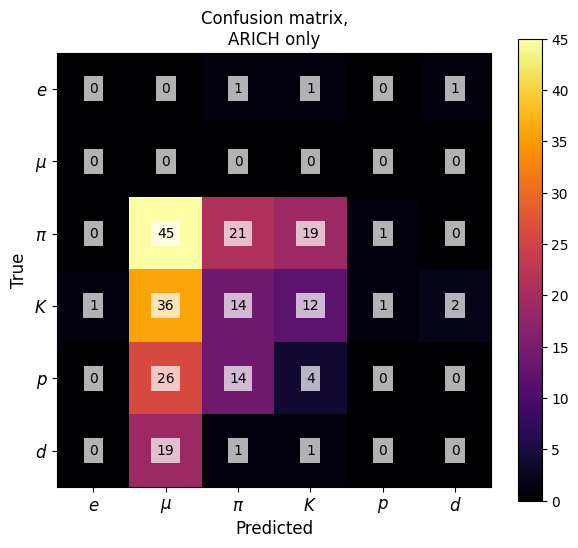 Confusion matrix,
ARICH only
True
e 0 0 1 1 0 1
μ 0 0 0 0 0 0
π 0 45 21 19 1 0
K 1 36 14 12 1 2
p 0 26 14 4 0 0
d 0 19 1 1 0 0
e μ π K p d
Predicted
45
40
35
30
25
20
15
10
5
0